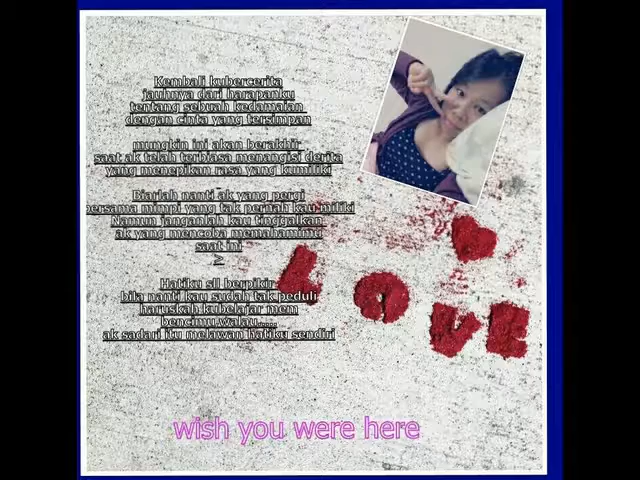 Kembali kubercerita
jauhnya dari harapanku
tentang sebuah kedamaian
dengan cinta yang tersimpan
mungkin ini akan berakhir
saat ak telah terbiasa menangisi derita
yang menepikan rasa yang kumiliki
Biarlah nanti ak yang pergi
bersama mimpi yang tak pernah kau miliki
Namun janganlah kau tinggalkan
ak yang mencoba memahamimu
saat ini
>
Hatiku sll berpikir
bila nanti kau sudah tak peduli
haruskah kubelajar mem
bencimu walau.....
ak sadari itu melawan hatiku sendiri
LOVE
wish you were here